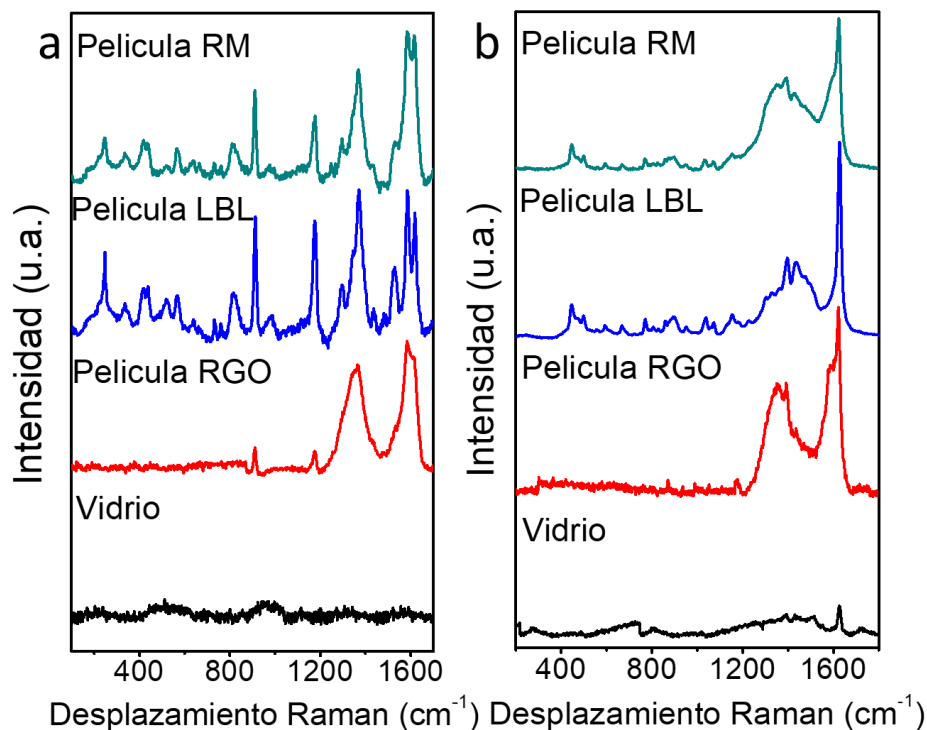 a
Pelicula RM
Pelicula LBL
Pelicula RGO
Vidrio
Intensidad (u.a.)
400 800 1200 1600
Desplazamiento Raman (cm⁻¹)
b
Pelicula RM
Pelicula LBL
Pelicula RGO
Vidrio
Intensidad (u.a.)
400 800 1200 1600
Desplazamiento Raman (cm⁻¹)